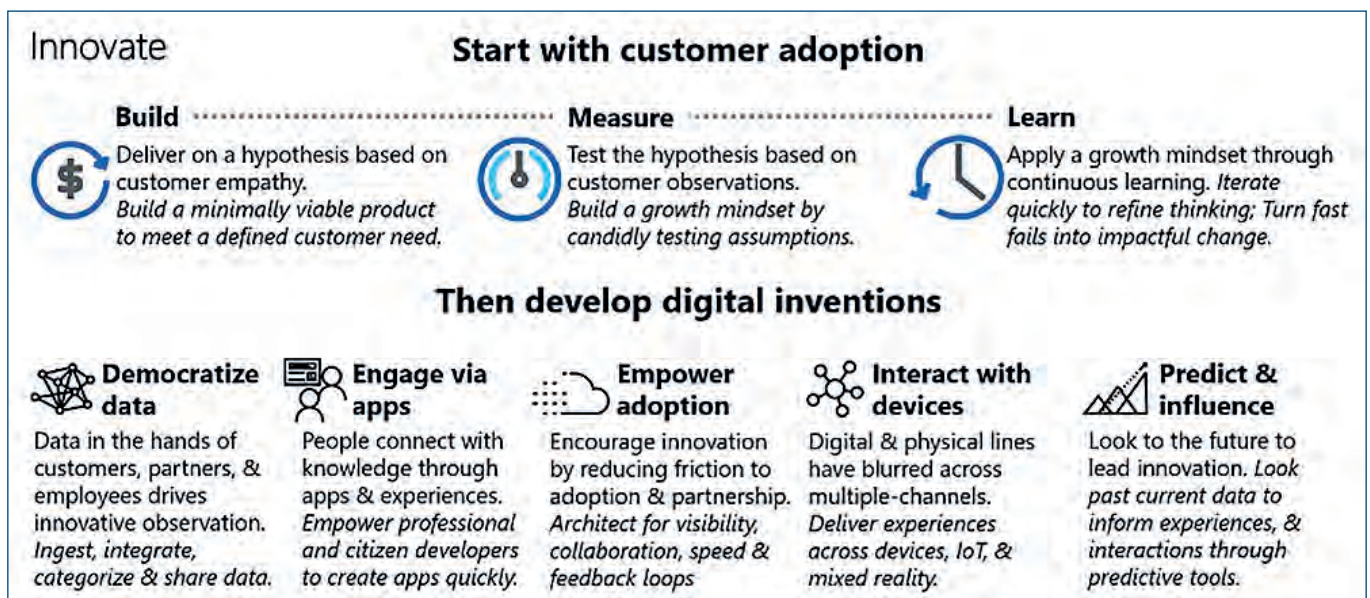 Innovate
Start with customer adoption
Build
Deliver on a hypothesis based on
customer empathy.
Build a minimally viable product
to meet a defined customer need.
Measure
Test the hypothesis based on
customer observations.
Build a growth mindset by
candidly testing assumptions.
Learn
Apply a growth mindset through
continuous learning. Iterate
quickly to refine thinking; Turn fast
fails into impactful change.
Then develop digital inventions
Democratize
data
Data in the hands of
customers, partners, &
employees drives
innovative observation.
Ingest, integrate,
categorize & share data.
Engage via
apps
People connect with
knowledge through
apps & experiences.
Empower professional
and citizen developers
to create apps quickly.
Empower
adoption
Encourage innovation
by reducing friction to
adoption & partnership.
Architect for visibility,
collaboration, speed &
feedback loops
Interact with
devices
Digital & physical lines
have blurred across
multiple-channels.
Deliver experiences
across devices, IoT, &
mixed reality.
Predict &
influence
Look to the future to
lead innovation. Look
past current data to
inform experiences, &
interactions through
predictive tools.